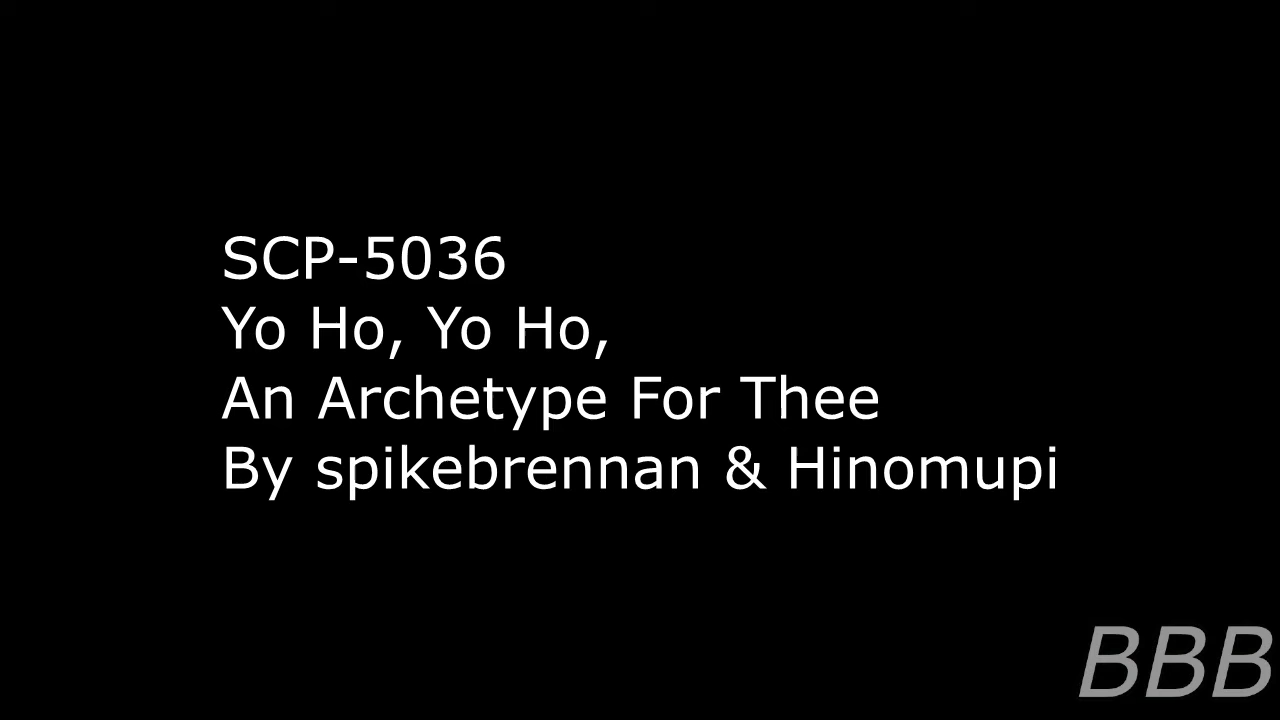 SCP-5036
Yo Ho, Yo Ho,
An Archetype For Thee
By spikebrennan & Hinomupi
BBB